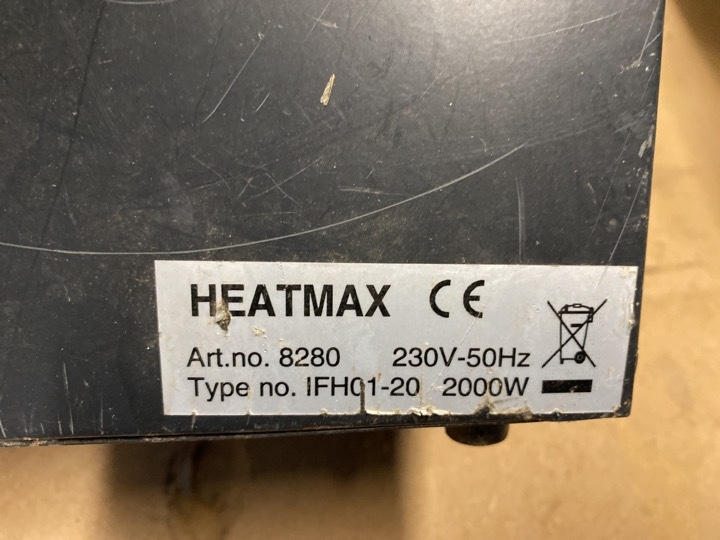 HEATMAX CE
Art.no. 8280 230V-50Hz
Type no. IFH01-20 2000W